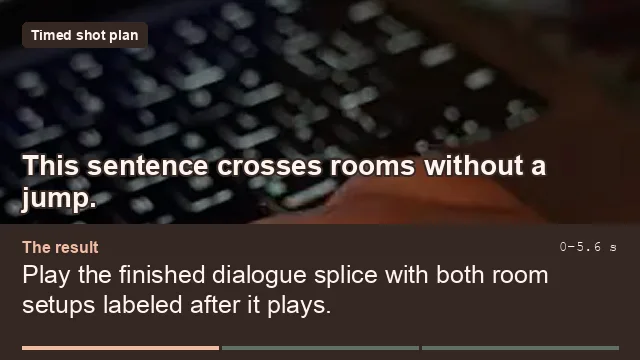 Timed shot plan
This sentence crosses rooms without a
jump.
The result
0–5.6 s
Play the finished dialogue splice with both room
setups labeled after it plays.